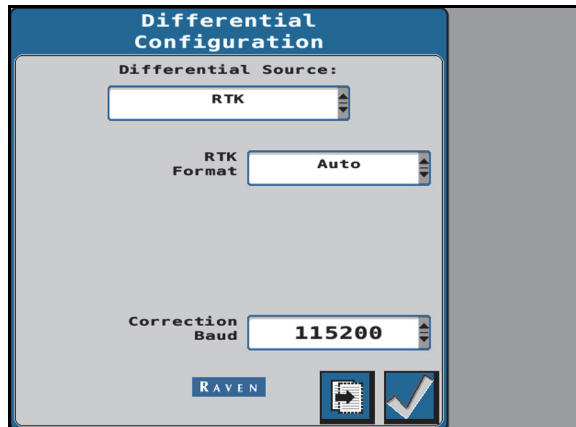 Differential
Configuration
Differential Source:
RTK
RTK
Format
Auto
Correction
Baud
115200
RAVEN